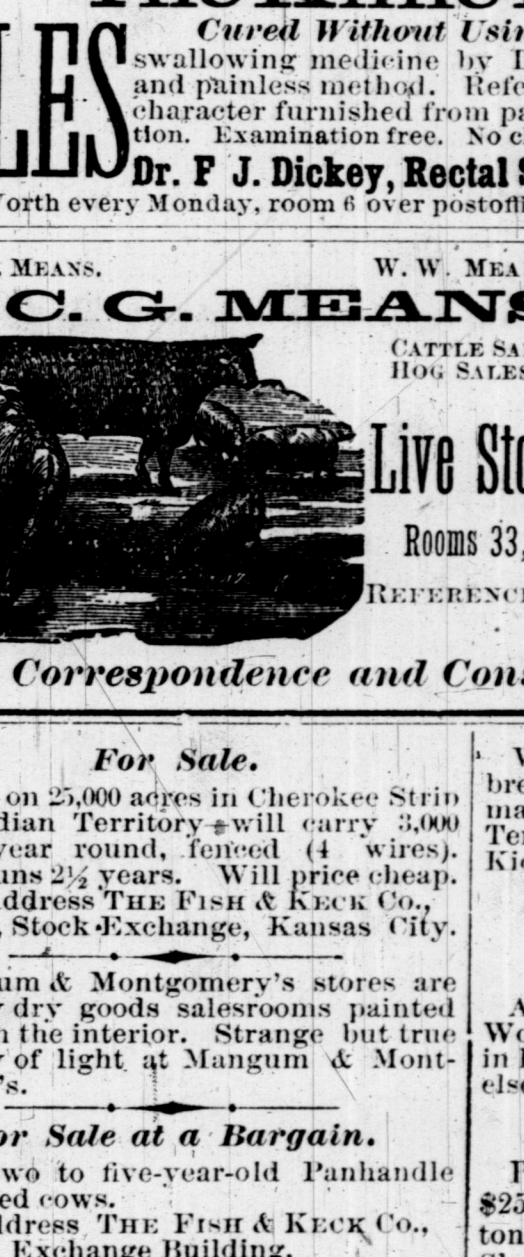 Cured Without Usin
LES
swallowing medicine by
and painless method. Refe
character furnished from pa
tion. Examination free. No c
Dr. F J. Dickey, Rectal S
orth every Monday, room 6 over postoffi
MEANS.
W. W. MEA
C. G. MEANS
CATTLE SA
HOG SALES
Live Sto
Rooms 33,
REFERENC
Correspondence and Cons
For Sale.
on 25,000 acres in Cherokee Strip
dian Territory will carry 3,000
year round, fenced (4 wires).
uns 2½ years. Will price cheap.
ddress THE FISH & KECK CO.,
, Stock Exchange, Kansas City.
um & Montgomery's stores are
dry goods salesrooms painted
n the interior. Strange but true
of light at Mangum & Mont-
's.
or Sale at a Bargain.
wo to five-year-old Panhandle
ed cows.
ddress THE FISH & KECK CO.,
Exchange Building.
bre
ma
Ter
Kio
A
Wo
in
else
F
$25
ton